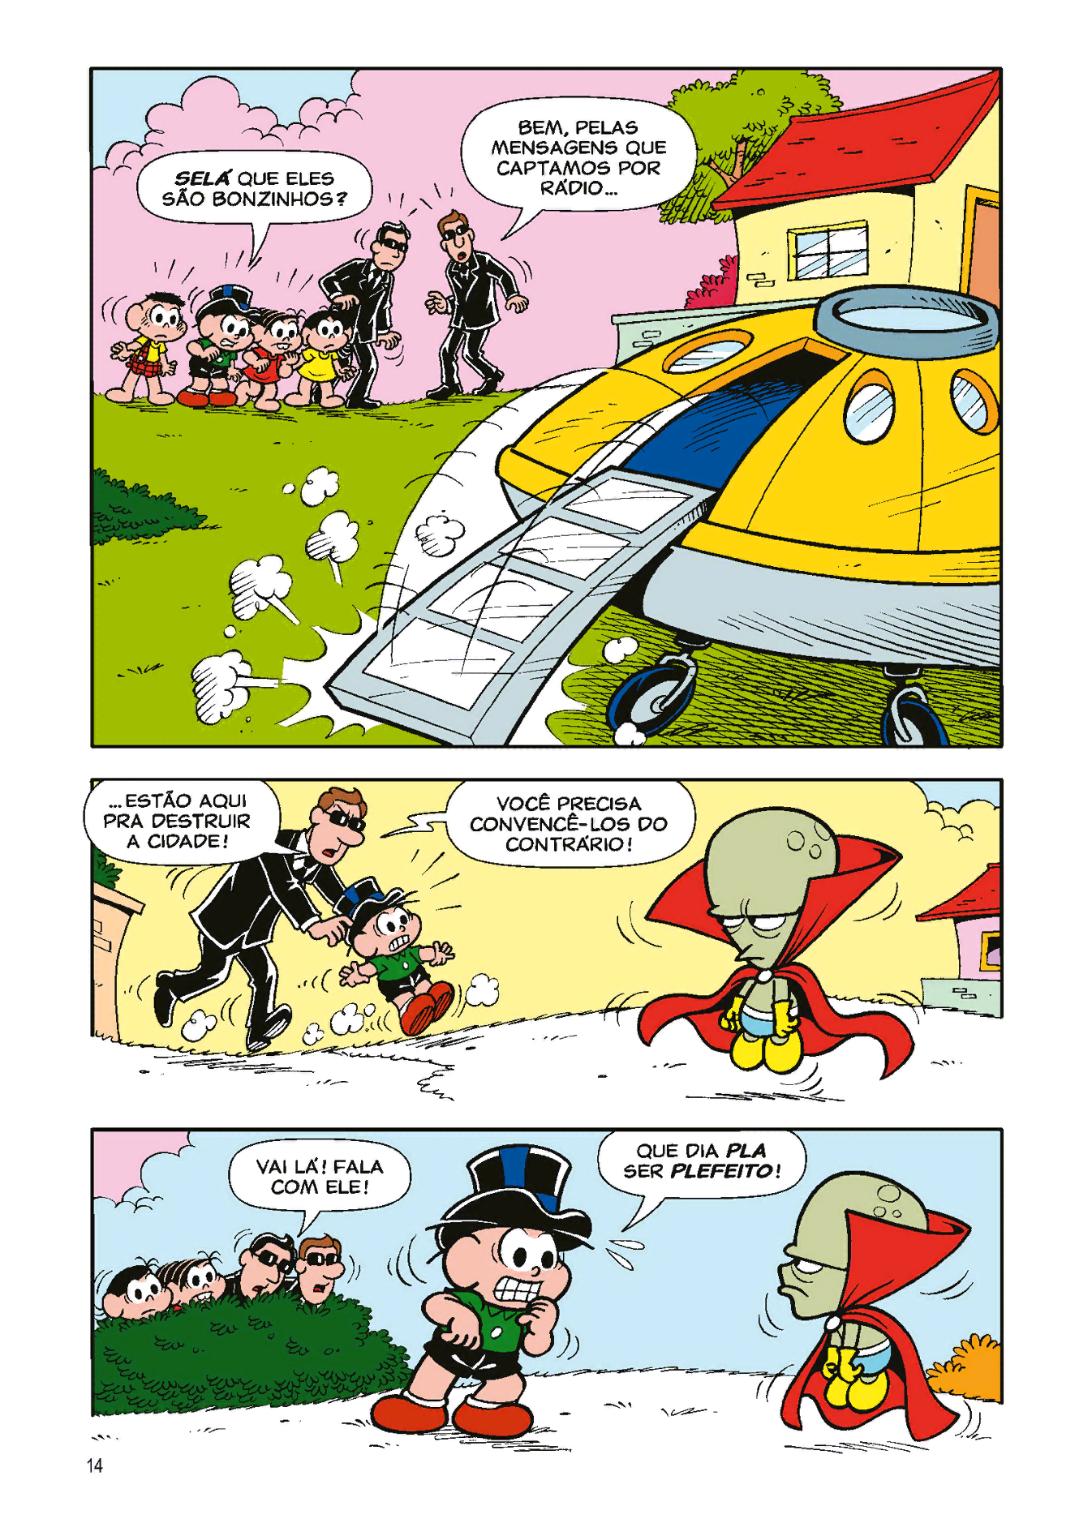 SELÁ QUE ELES
SÃO BONZINHOS?
BEM, PELAS
MENSAGENS QUE
CAPTAMOS POR
RÁDIO...
...ESTÃO AQUI
PRA DESTRUIR
A CIDADE!
VOCÊ PRECISA
CONVENCÊ-LOS DO
CONTRÁRIO!
VAI LÁ! FALA
COM ELE!
QUE DIA PLA
SER PLEFEITO!
14